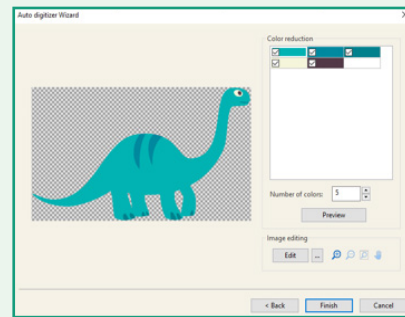 Auto digitizer Wizard
Color reduction
Number of colors: 5
Preview
Image editing
Edit ...
< Back Finish Cancel